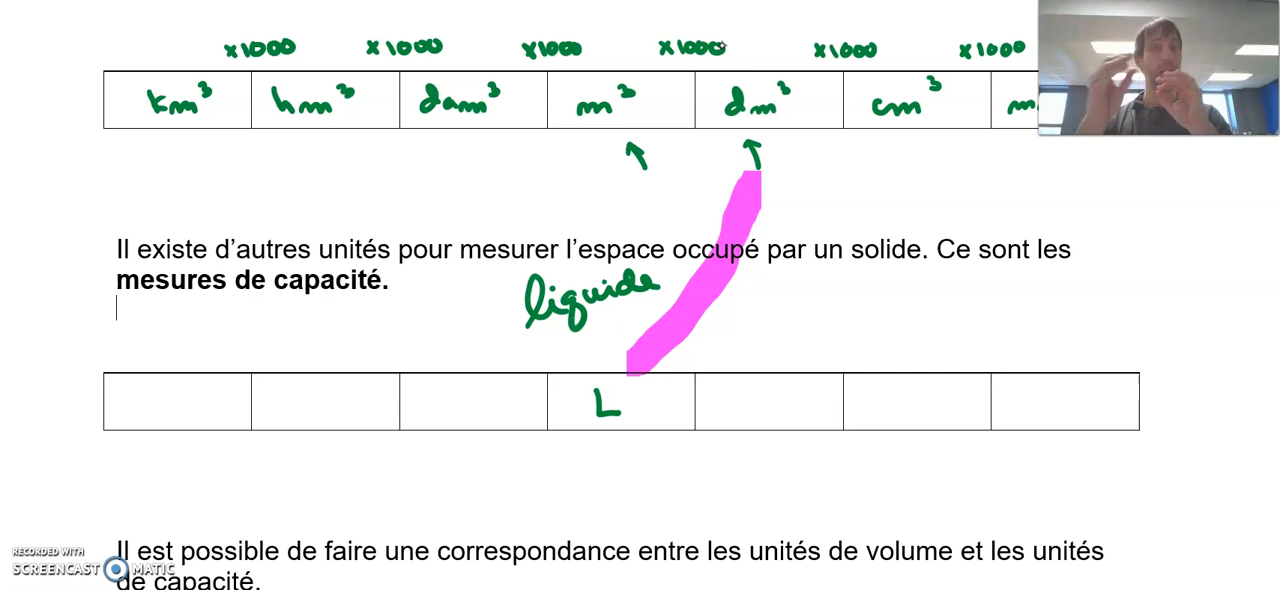 x1000 x1000 x1000 x1000 x1000 x1000
km³ hm³ dam³ m³ dm³ cm³ m
Il existe d’autres unités pour mesurer l’espace occupé par un solide. Ce sont les
mesures de capacité.
liquide
L
Il est possible de faire une correspondance entre les unités de volume et les unités
de capacité.
RECORDED WITH
SCREENCAST MATIC